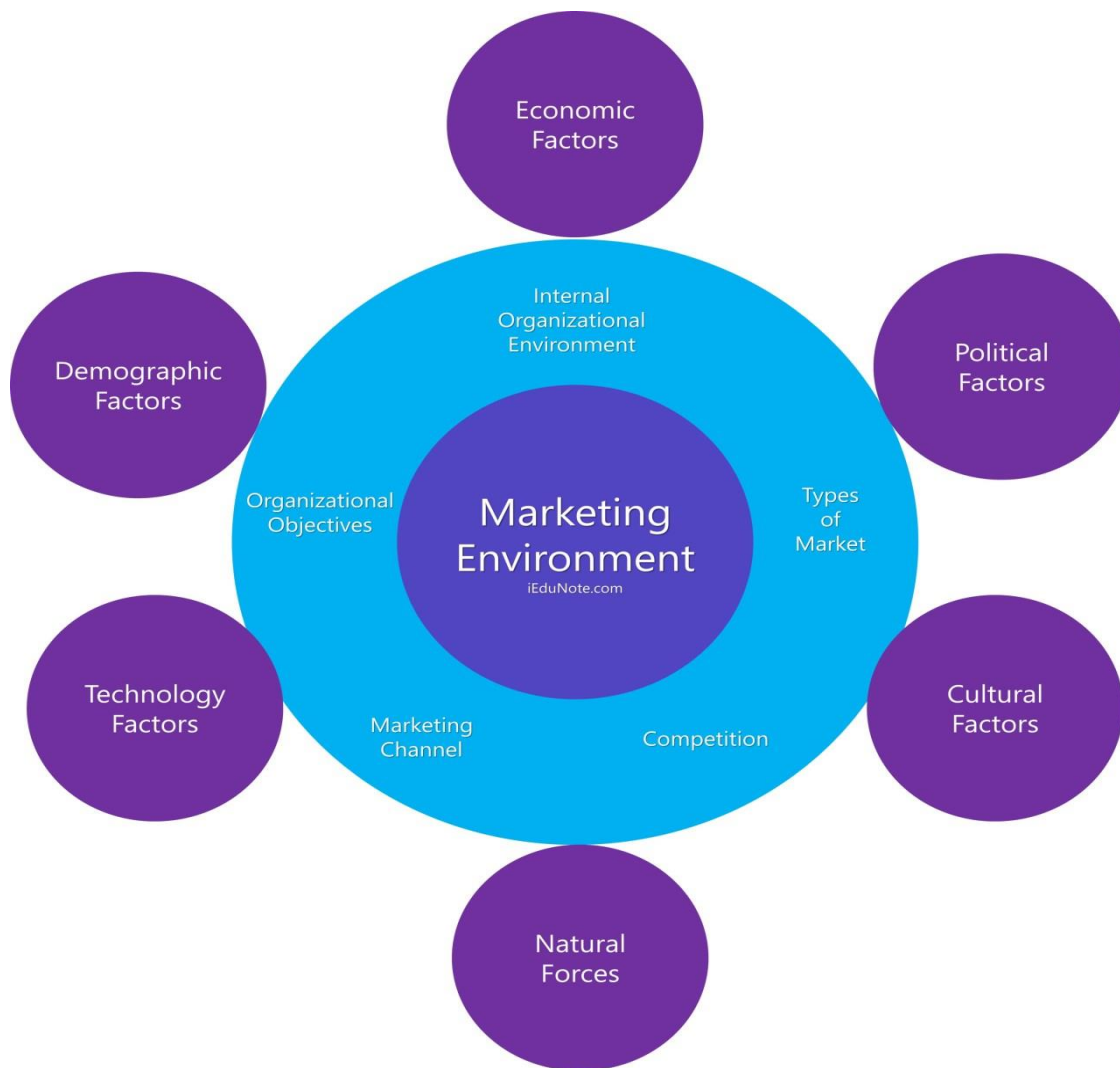 Economic
Factors
Internal
Organizational
Environment
Demographic
Factors
Political
Factors
Organizational
Objectives
Marketing
Environment
iEduNote.com
Types
of
Market
Technology
Factors
Marketing
Channel
Competition
Cultural
Factors
Natural
Forces